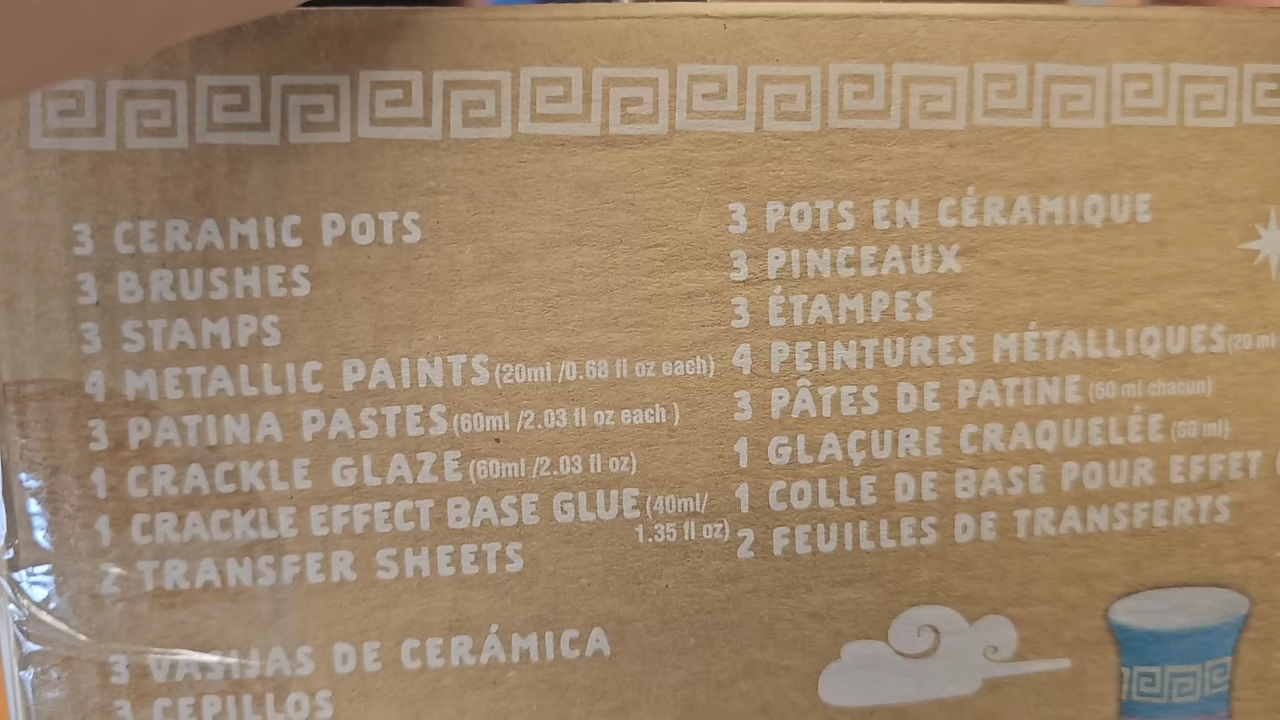 3 CERAMIC POTS
3 BRUSHES
3 STAMPS
4 METALLIC PAINTS (20ml /0.68 fl oz each)
3 PATINA PASTES (60ml /2.03 fl oz each )
1 CRACKLE GLAZE (60ml /2.03 fl oz)
1 CRACKLE EFFECT BASE GLUE (40ml/
1.35 fl oz)
2 TRANSFER SHEETS
3 VASIJAS DE CERÁMICA
3 CEPILLOS
3 POTS EN CÉRAMIQUE
3 PINCEAUX
3 ÉTAMPES
4 PEINTURES MÉTALLIQUES (20 ml
3 PÂTES DE PATINE (60 ml chacun)
1 GLAÇURE CRAQUELÉE (60 ml)
1 COLLE DE BASE POUR EFFET (
2 FEUILLES DE TRANSFERTS